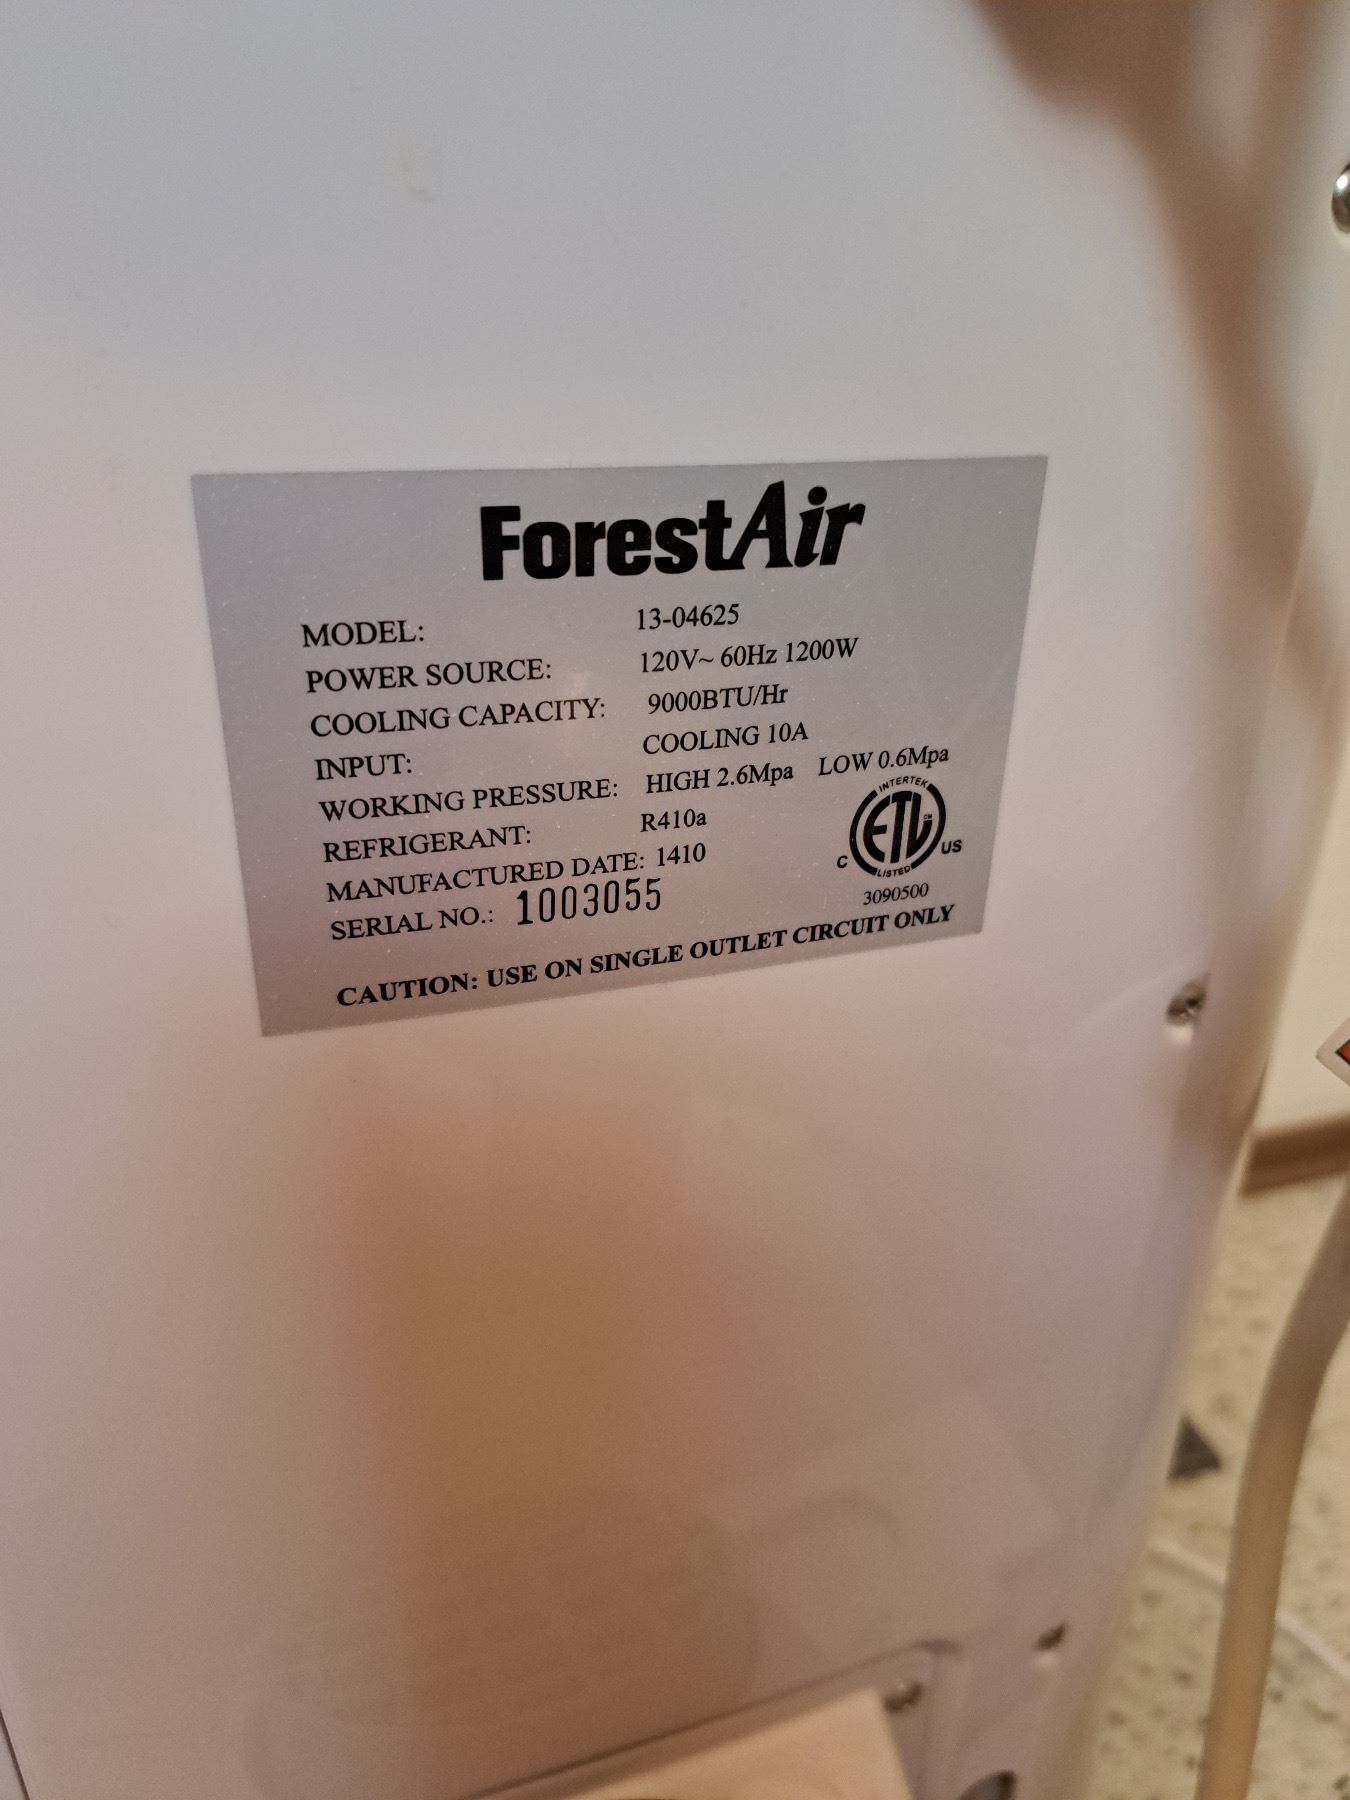 ForestAir
MODEL: 13-04625
POWER SOURCE: 120V~ 60Hz 1200W
COOLING CAPACITY: 9000BTU/Hr
INPUT: COOLING 10A
WORKING PRESSURE: HIGH 2.6Mpa LOW 0.6Mpa
REFRIGERANT: R410a
MANUFACTURED DATE: 1410
SERIAL NO.: 1003055
INTERTEK
ETL CM
C US
LISTED
3090500
CAUTION: USE ON SINGLE OUTLET CIRCUIT ONLY